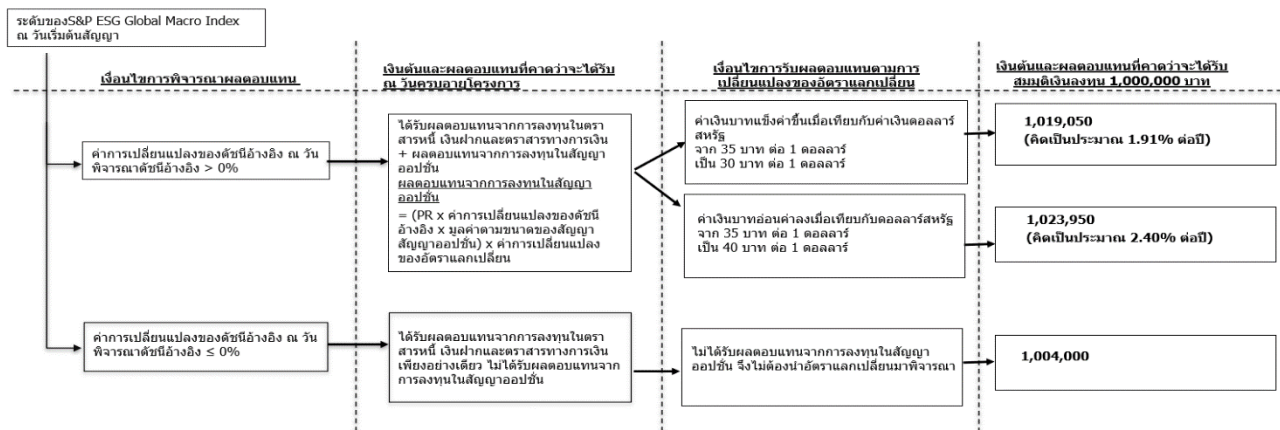 ระดับของS&P ESG Global Macro Index
ณ วันเริ่มต้นสัญญา
เงื่อนไขการพิจารณาผลตอบแทน
เงินต้นและผลตอบแทนที่คาดว่าจะได้รับ
ณ วันครบอายุโครงการ
เงื่อนไขการรับผลตอบแทนตามการ
เปลี่ยนแปลงของอัตราแลกเปลี่ยน
เงินต้นและผลตอบแทนที่คาดว่าจะได้รับ
สมมติเงินลงทุน 1,000,000 บาท
ค่าการเปลี่ยนแปลงของดัชนีอ้างอิง ณ วัน
พิจารณาดัชนีอ้างอิง > 0%
ได้รับผลตอบแทนจากการลงทุนในตรา
สารหนี้ เงินฝากและตราสารทางการเงิน
+ ผลตอบแทนจากการลงทุนในสัญญา
ออปชั่น
ผลตอบแทนจากการลงทุนในสัญญา
ออปชั่น
= (PR x ค่าการเปลี่ยนแปลงของดัชนี
อ้างอิง x มูลค่าตามขนาดของสัญญา
สัญญาออปชั่น) x ค่าการเปลี่ยนแปลง
ของอัตราแลกเปลี่ยน
ค่าเงินบาทแข็งค่าขึ้นเมื่อเทียบกับค่าเงินดอลลาร์
สหรัฐ
จาก 35 บาท ต่อ 1 ดอลลาร์
เป็น 30 บาท ต่อ 1 ดอลลาร์
1,019,050
(คิดเป็นประมาณ 1.91% ต่อปี)
ค่าเงินบาทอ่อนค่าลงเมื่อเทียบกับดอลลาร์สหรัฐ
จาก 35 บาท ต่อ 1 ดอลลาร์
เป็น 40 บาท ต่อ 1 ดอลลาร์
1,023,950
(คิดเป็นประมาณ 2.40% ต่อปี)
ค่าการเปลี่ยนแปลงของดัชนีอ้างอิง ณ วัน
พิจารณาดัชนีอ้างอิง ≤ 0%
ได้รับผลตอบแทนจากการลงทุนในตรา
สารหนี้ เงินฝากและตราสารทางการเงิน
เพียงอย่างเดียว ไม่ได้รับผลตอบแทนจาก
การลงทุนในสัญญาออปชั่น
ไม่ได้รับผลตอบแทนจากการลงทุนในสัญญา
ออปชั่น จึงไม่ต้องนำอัตราแลกเปลี่ยนมาพิจารณา
1,004,000